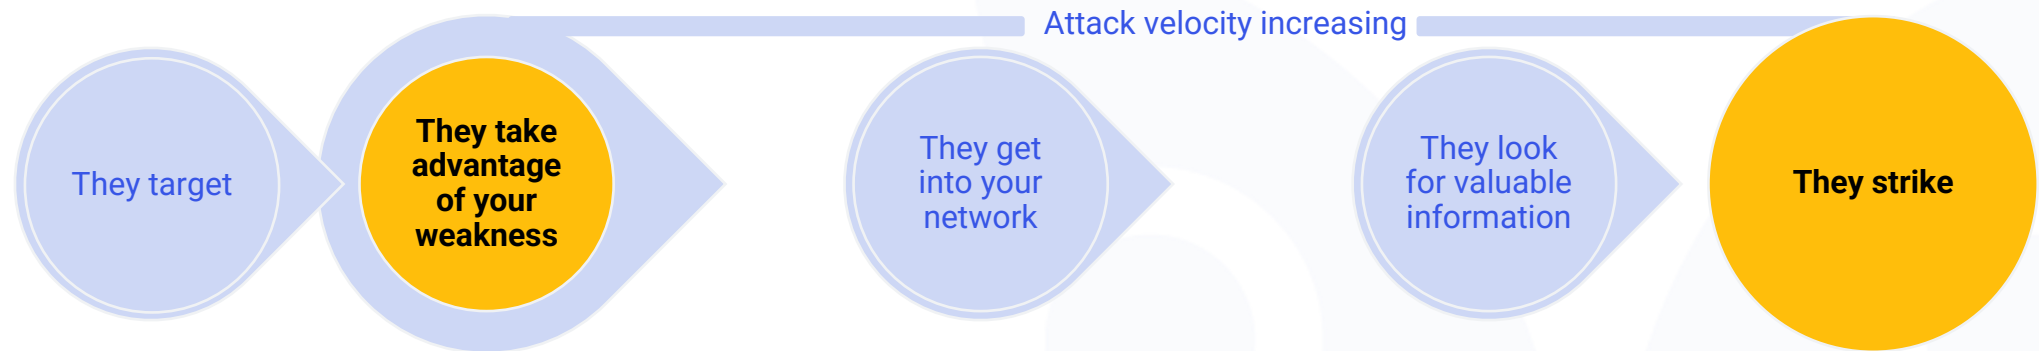 Attack velocity increasing
They target
They take
advantage
of your
weakness
They get
into your
network
They look
for valuable
information
They strike